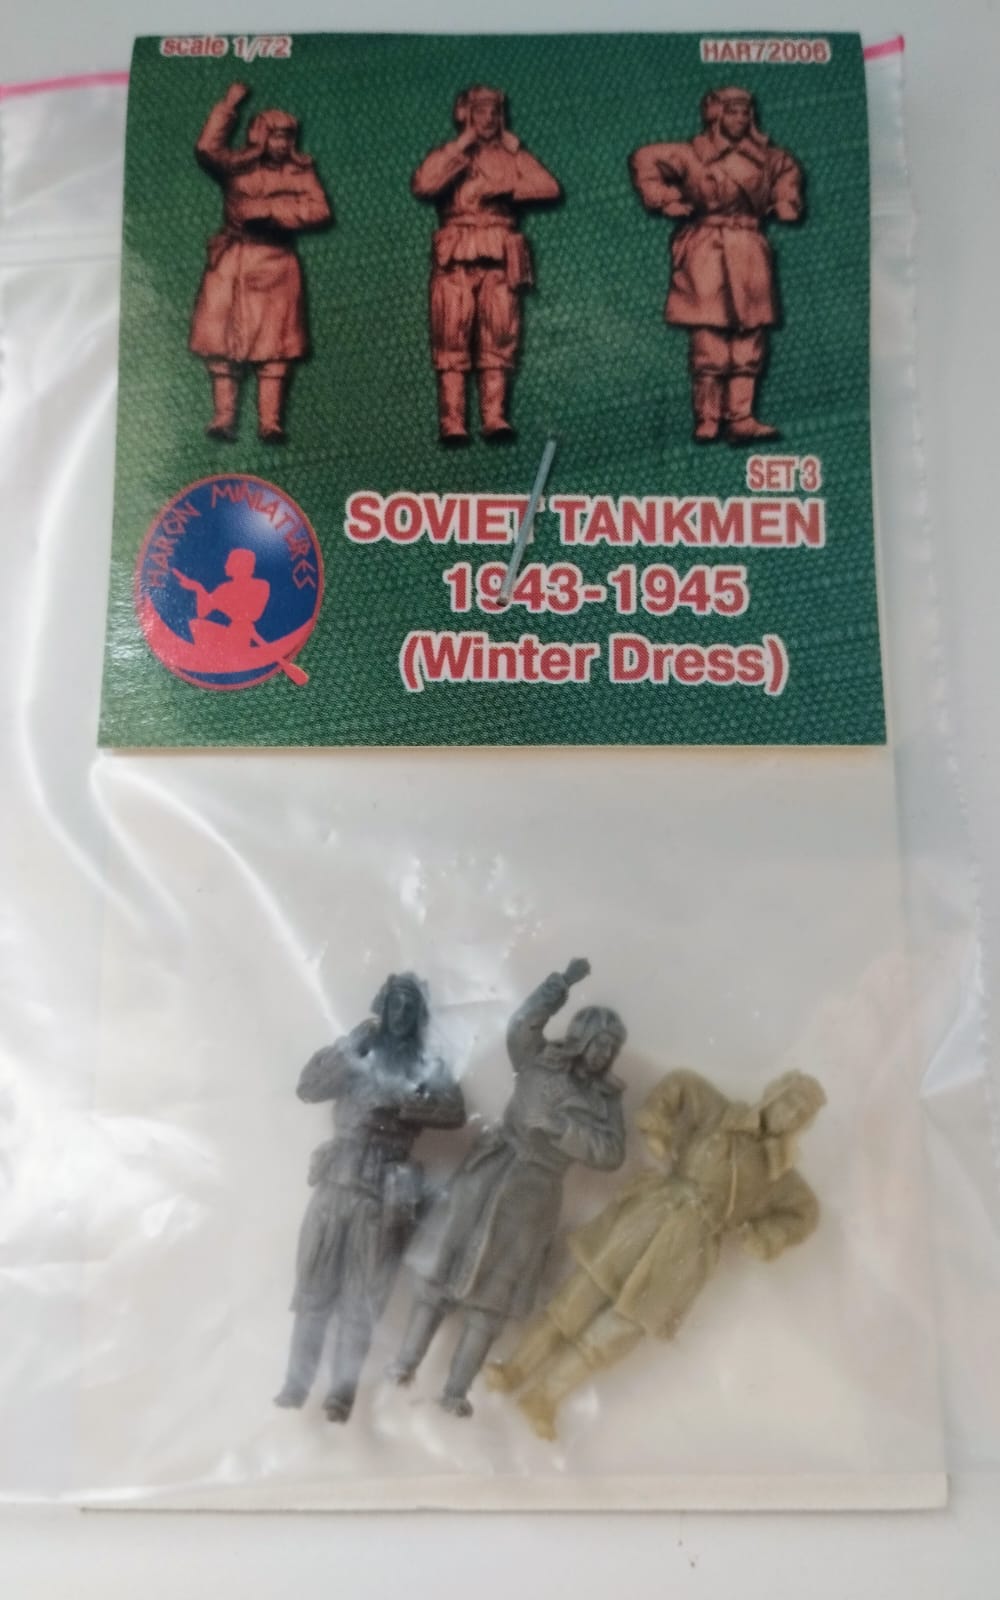 scale 1/72
HAR72006
SET 3
SOVIET TANKMEN
1943-1945
(Winter Dress)
HARON MINIATURES